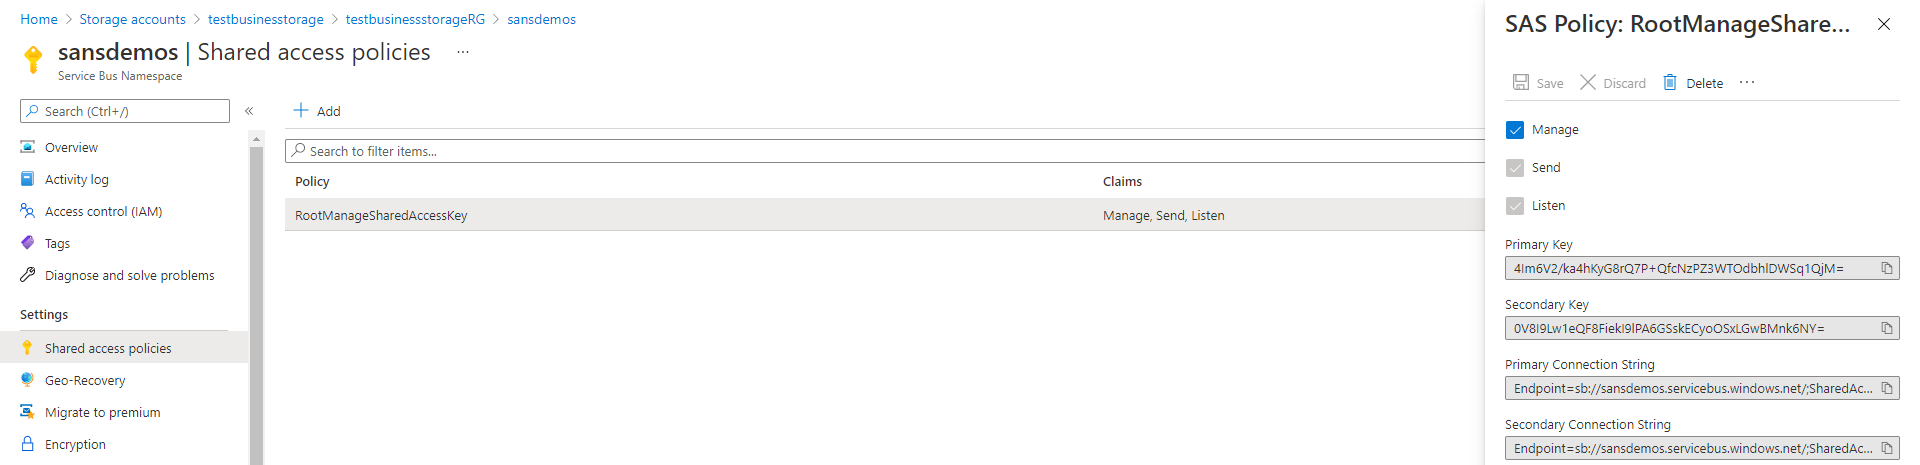 Home > Storage accounts > testbusinesstorage > testbusinessstorageRG > sansdemos
sansdemos | Shared access policies ...
Service Bus Namespace
Search (Ctrl+/) «
Overview
Activity log
Access control (IAM)
Tags
Diagnose and solve problems
Settings
Shared access policies
Geo-Recovery
Migrate to premium
Encryption
+ Add
Search to filter items...
Policy Claims
RootManageSharedAccessKey Manage, Send, Listen
SAS Policy: RootManageShare...
Save Discard Delete ...
Manage
Send
Listen
Primary Key
4Im6V2/ka4hKyG8rQ7P+QfcNzPZ3WTOdbhlDWSq1QjM=
Secondary Key
0V8I9Lw1eQF8FiekI9lPA6GSskECyoOSxLGwBMnk6NY=
Primary Connection String
Endpoint=sb://sansdemos.servicebus.windows.net/;SharedAc...
Secondary Connection String
Endpoint=sb://sansdemos.servicebus.windows.net/;SharedAc...